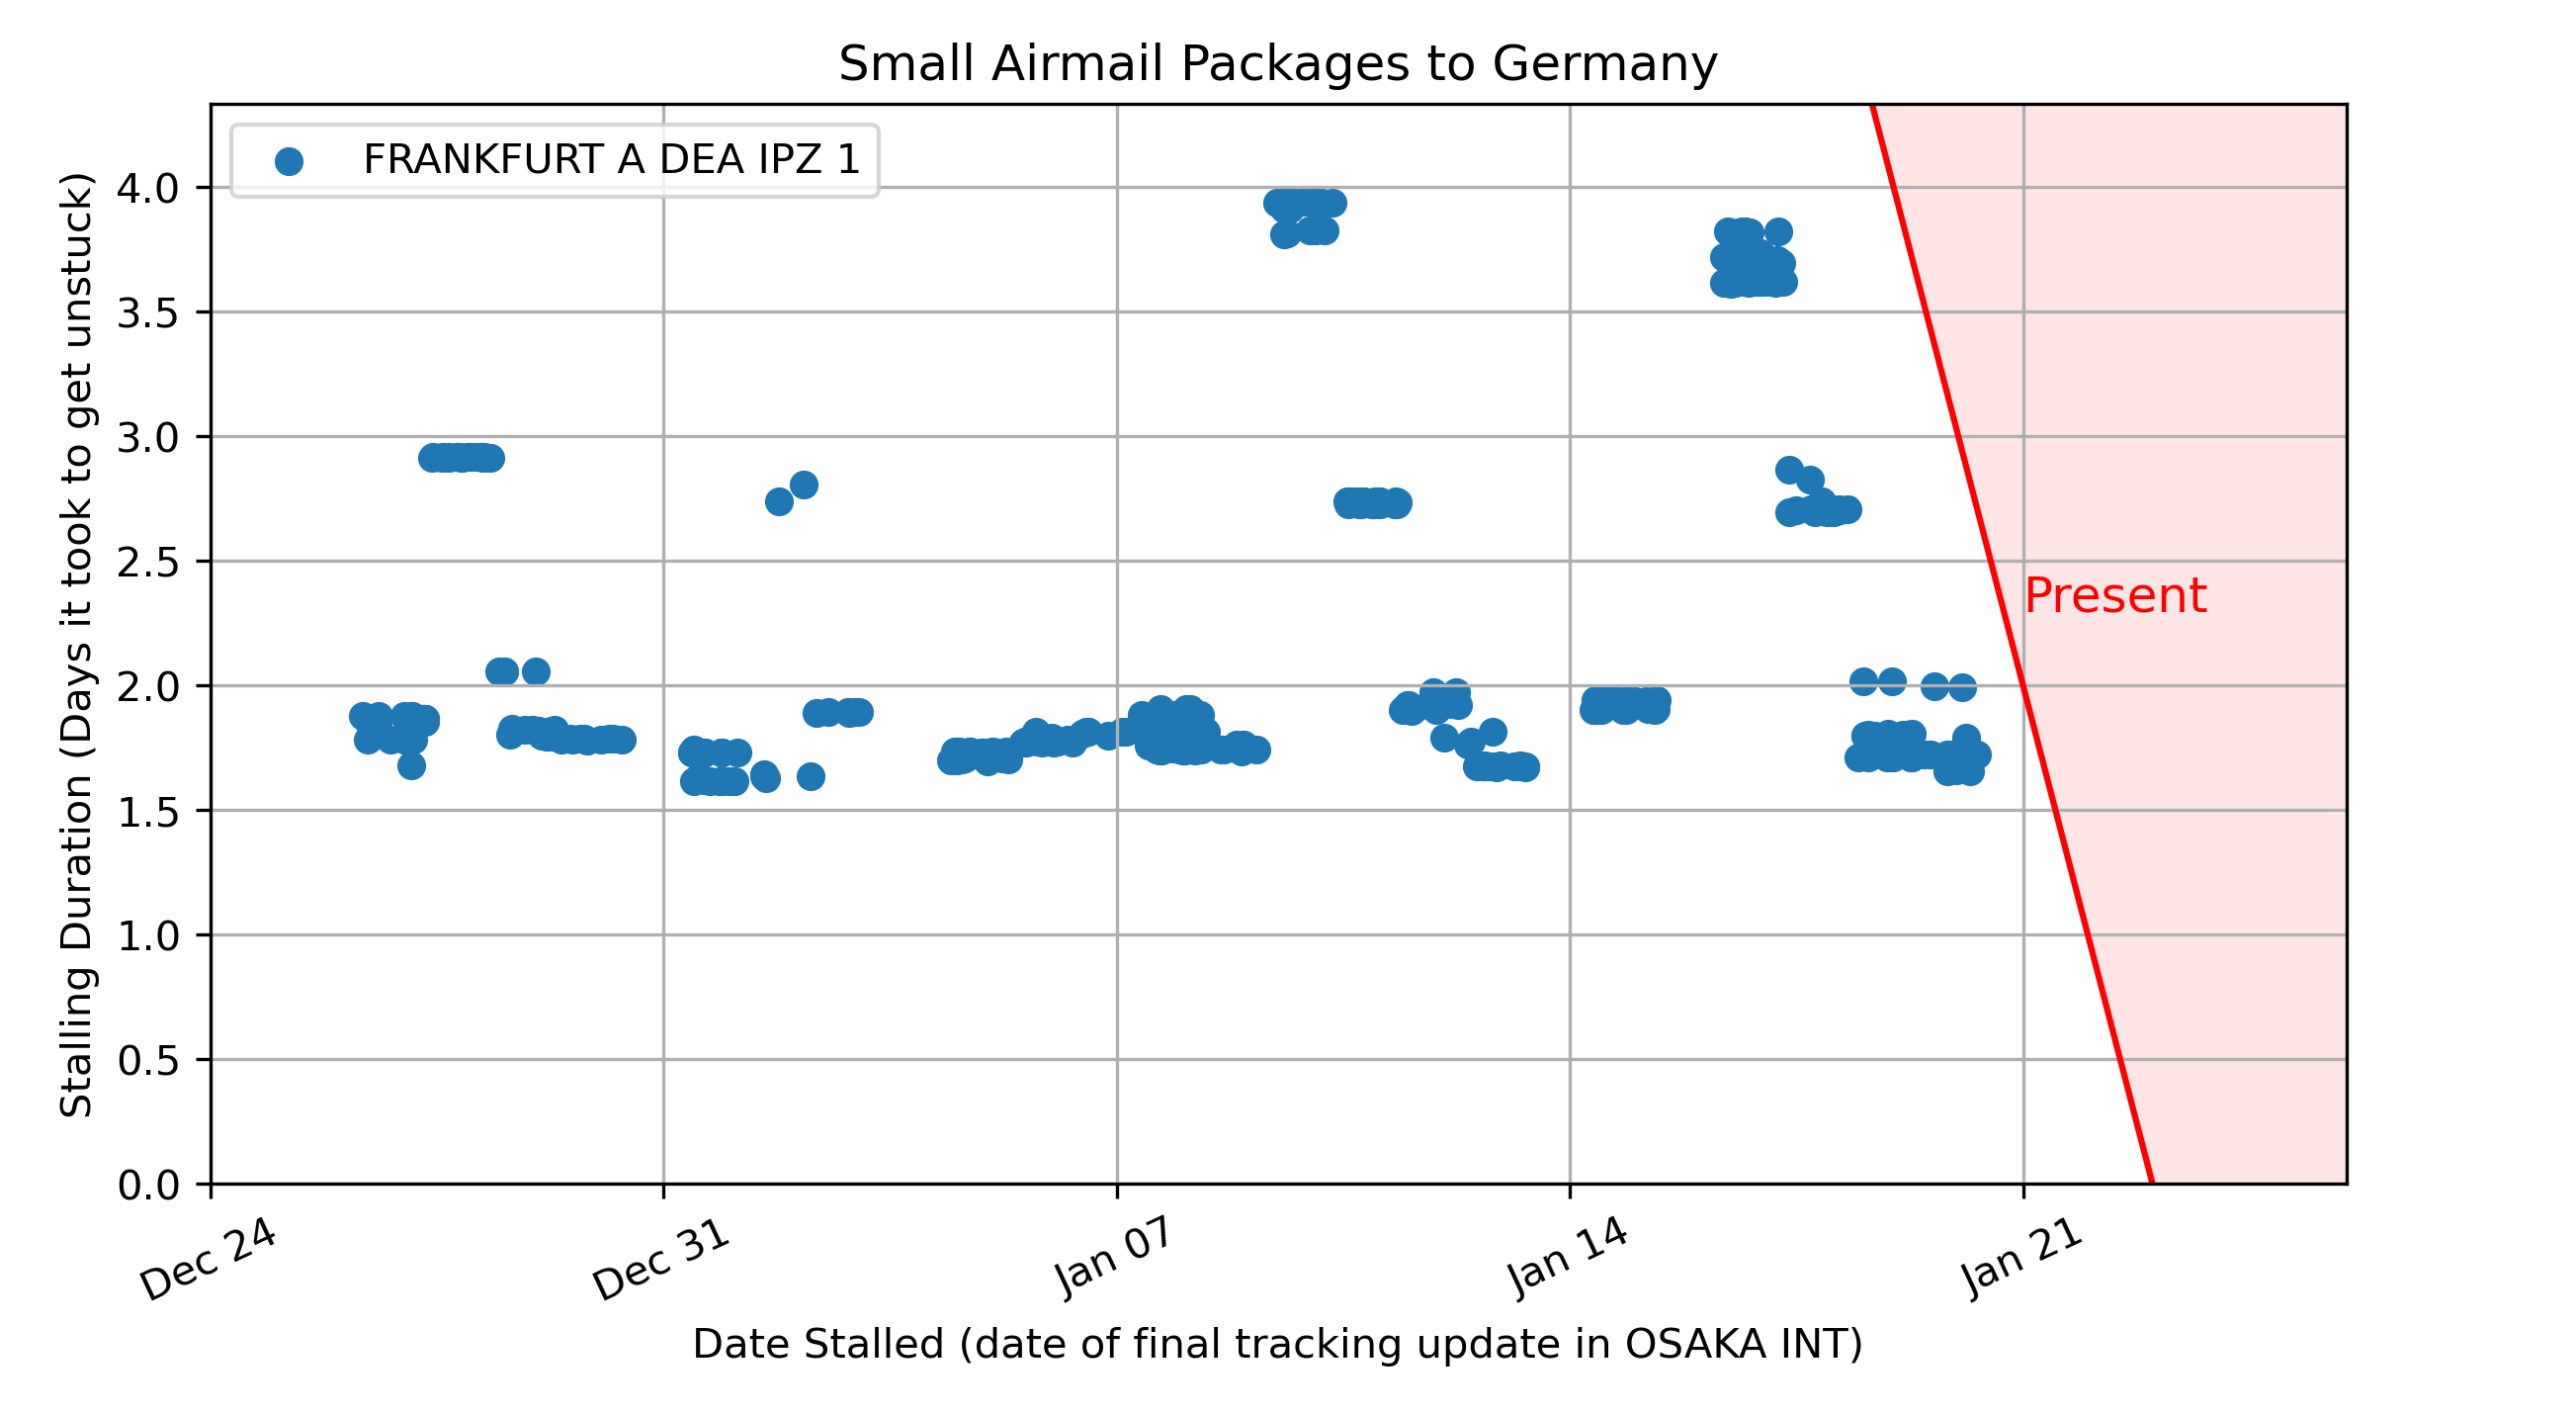 Small Airmail Packages to Germany
FRANKFURT A DEA IPZ 1
Stalling Duration (Days it took to get unstuck)
4.0
3.5
3.0
2.5
2.0
1.5
1.0
0.5
0.0
Present
Dec 24
Dec 31
Jan 07
Jan 14
Jan 21
Date Stalled (date of final tracking update in OSAKA INT)